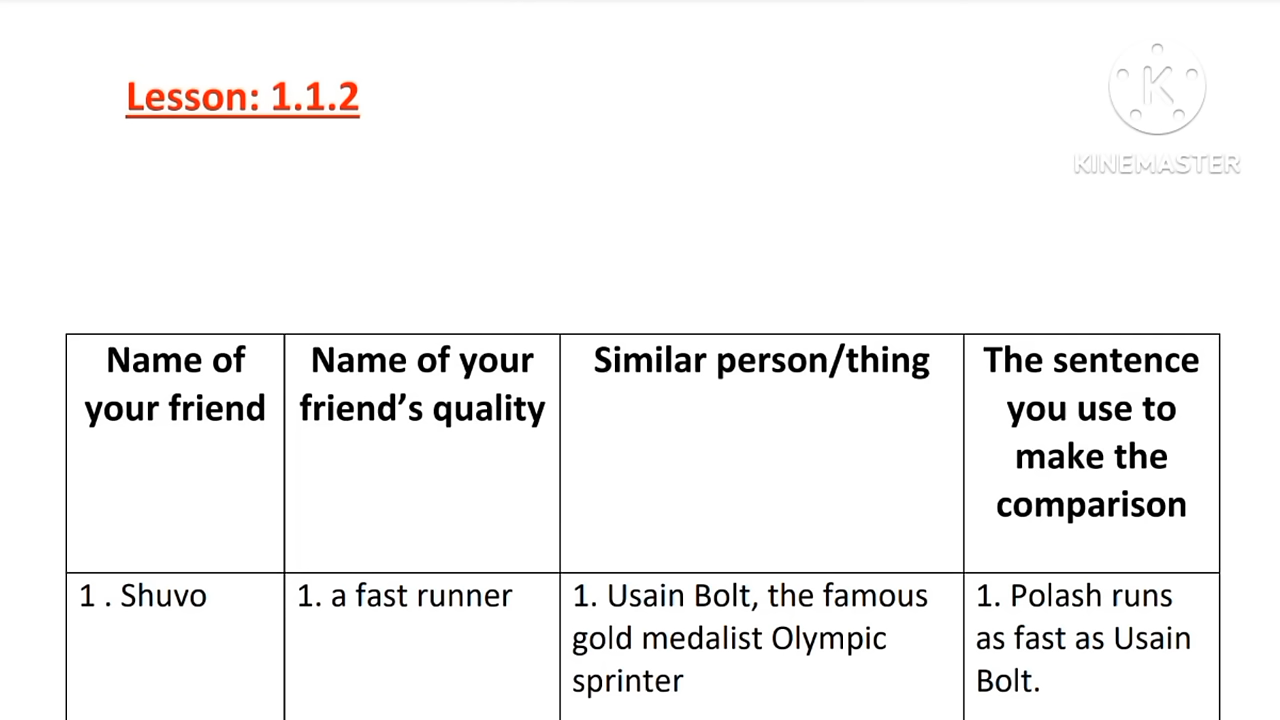 Lesson: 1.1.2
K
KINEMASTER
Name of
your friend
Name of your
friend’s quality
Similar person/thing
The sentence
you use to
make the
comparison
1 . Shuvo
1. a fast runner
1. Usain Bolt, the famous
gold medalist Olympic
sprinter
1. Polash runs
as fast as Usain
Bolt.